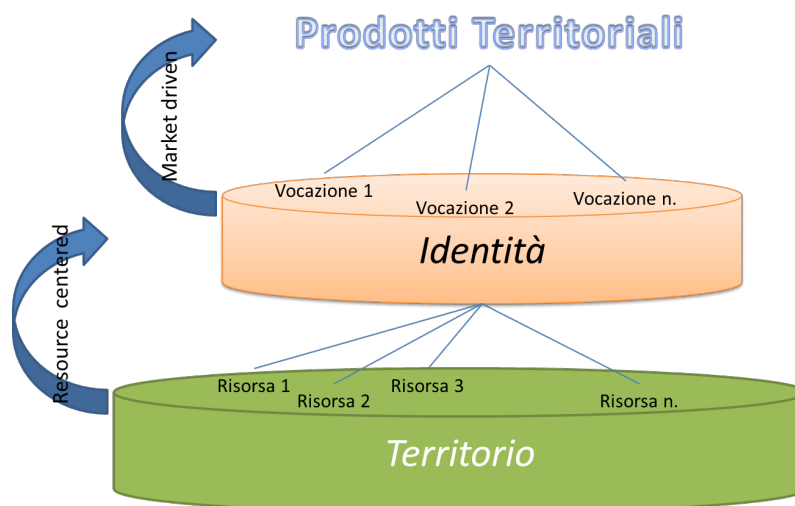 Prodotti Territoriali
Market driven
Vocazione 1
Vocazione 2
Vocazione n.
Identità
Resource centered
Risorsa 1
Risorsa 2
Risorsa 3
Risorsa n.
Territorio